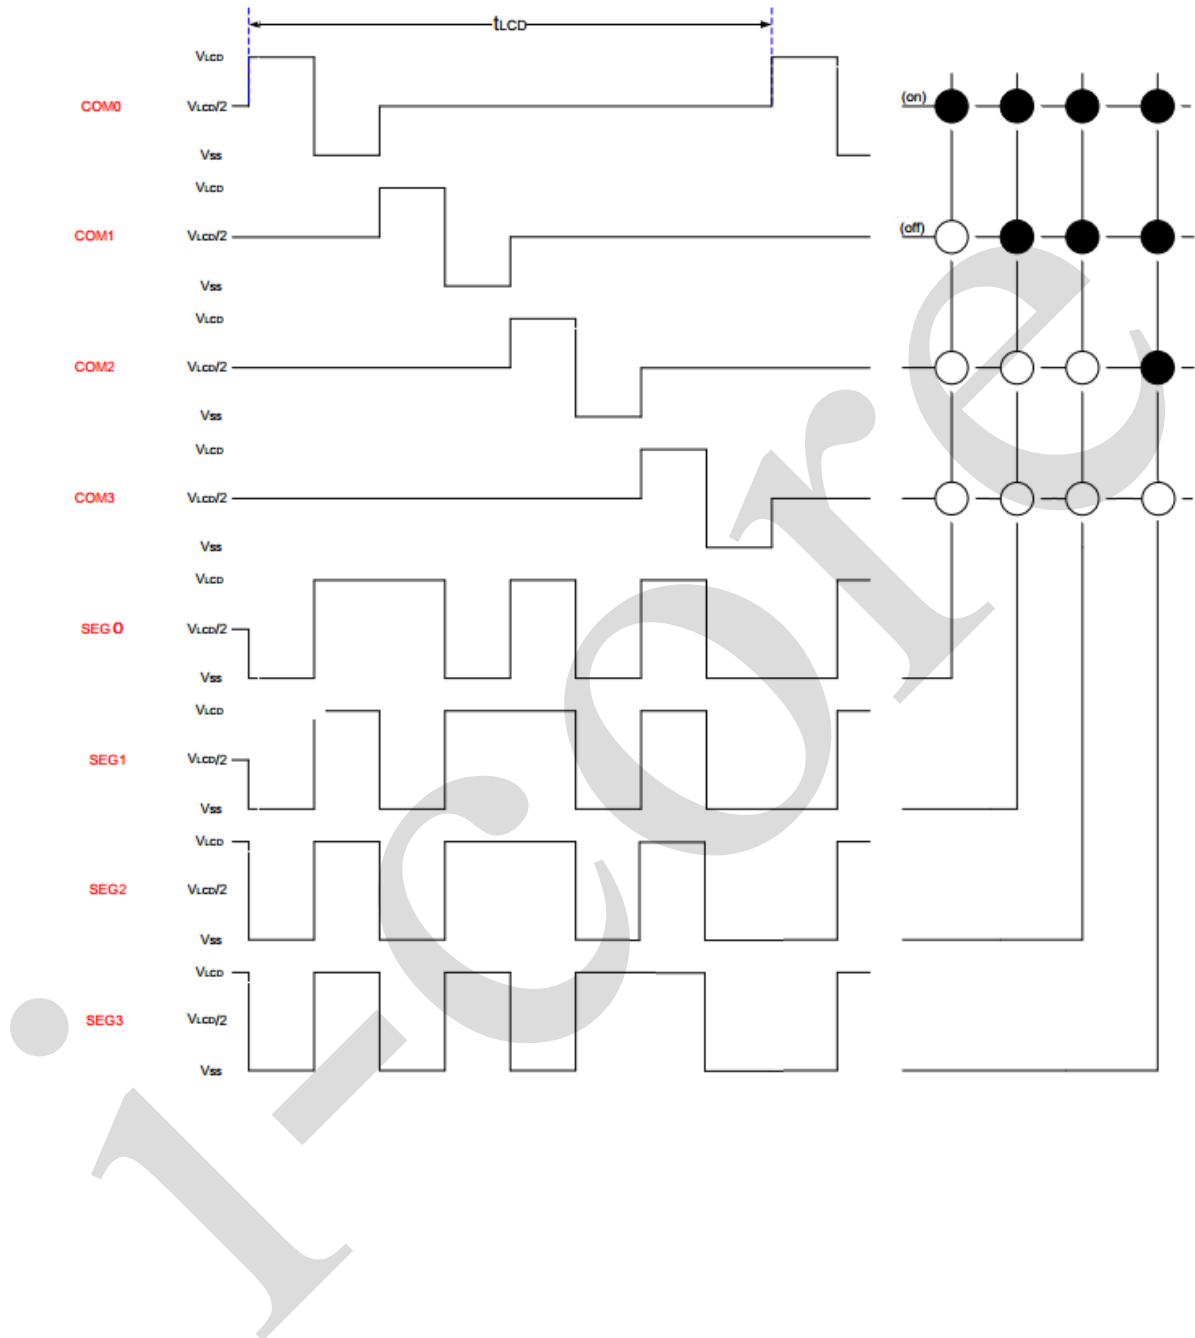 tLCD
VLCD
COM0
VLCD/2
VSS
(on)
VLCD
COM1
VLCD/2
VSS
(off)
VLCD
COM2
VLCD/2
VSS
VLCD
COM3
VLCD/2
VSS
VLCD
SEG0
VLCD/2
VSS
VLCD
SEG1
VLCD/2
VSS
VLCD
SEG2
VLCD/2
VSS
VLCD
SEG3
VLCD/2
VSS
i-core